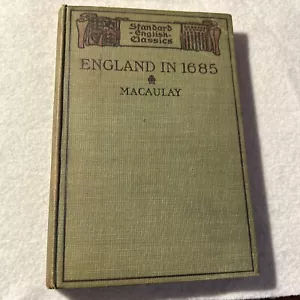 Standard
English
Classics
ENGLAND IN 1685
MACAULAY